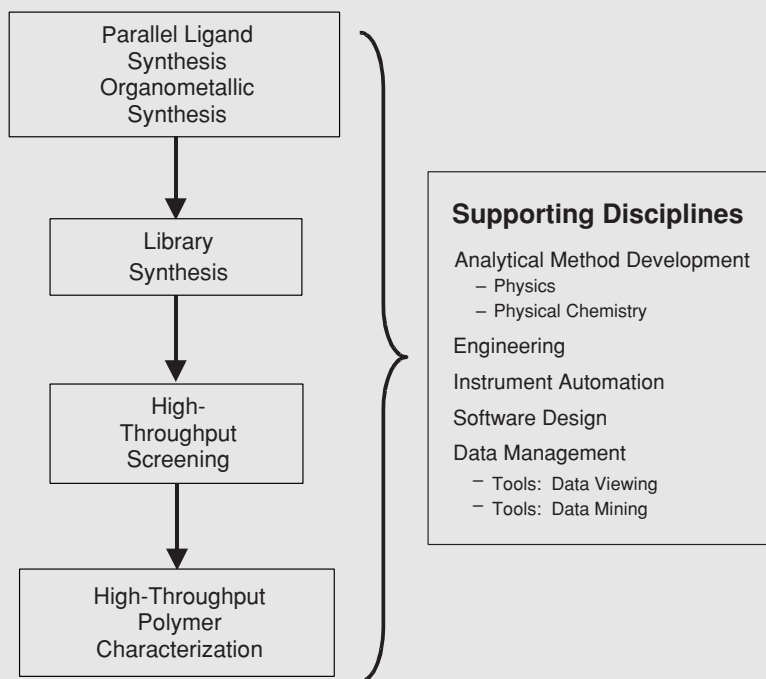 Parallel Ligand
Synthesis
Organometallic
Synthesis
Library
Synthesis
High-
Throughput
Screening
High-Throughput
Polymer
Characterization
Supporting Disciplines
Analytical Method Development
– Physics
– Physical Chemistry
Engineering
Instrument Automation
Software Design
Data Management
– Tools: Data Viewing
– Tools: Data Mining